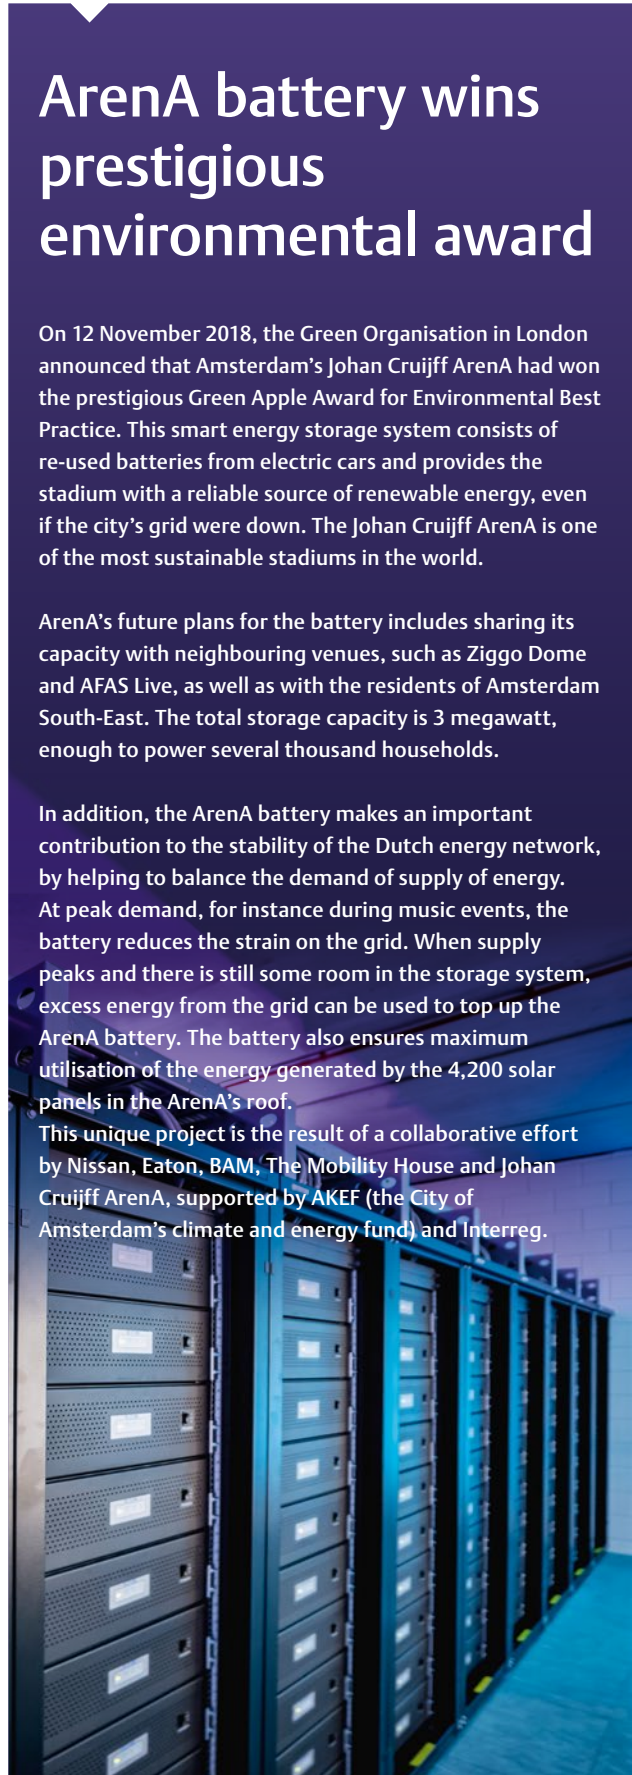 ArenA battery wins
prestigious
environmental award
On 12 November 2018, the Green Organisation in London
announced that Amsterdam's Johan Cruijff ArenA had won
the prestigious Green Apple Award for Environmental Best
Practice. This smart energy storage system consists of
re-used batteries from electric cars and provides the
stadium with a reliable source of renewable energy, even
if the city's grid were down. The Johan Cruijff ArenA is one
of the most sustainable stadiums in the world.
ArenA's future plans for the battery includes sharing its
capacity with neighbouring venues, such as Ziggo Dome
and AFAS Live, as well as with the residents of Amsterdam
South-East. The total storage capacity is 3 megawatt,
enough to power several thousand households.
In addition, the ArenA battery makes an important
contribution to the stability of the Dutch energy network,
by helping to balance the demand of supply of energy.
At peak demand, for instance during music events, the
battery reduces the strain on the grid. When supply
peaks and there is still some room in the storage system,
excess energy from the grid can be used to top up the
ArenA battery. The battery also ensures maximum
utilisation of the energy generated by the 4,200 solar
panels in the ArenA's roof.
This unique project is the result of a collaborative effort
by Nissan, Eaton, BAM, The Mobility House and Johan
Cruijff ArenA, supported by AKEF (the City of
Amsterdam's climate and energy fund) and Interreg.